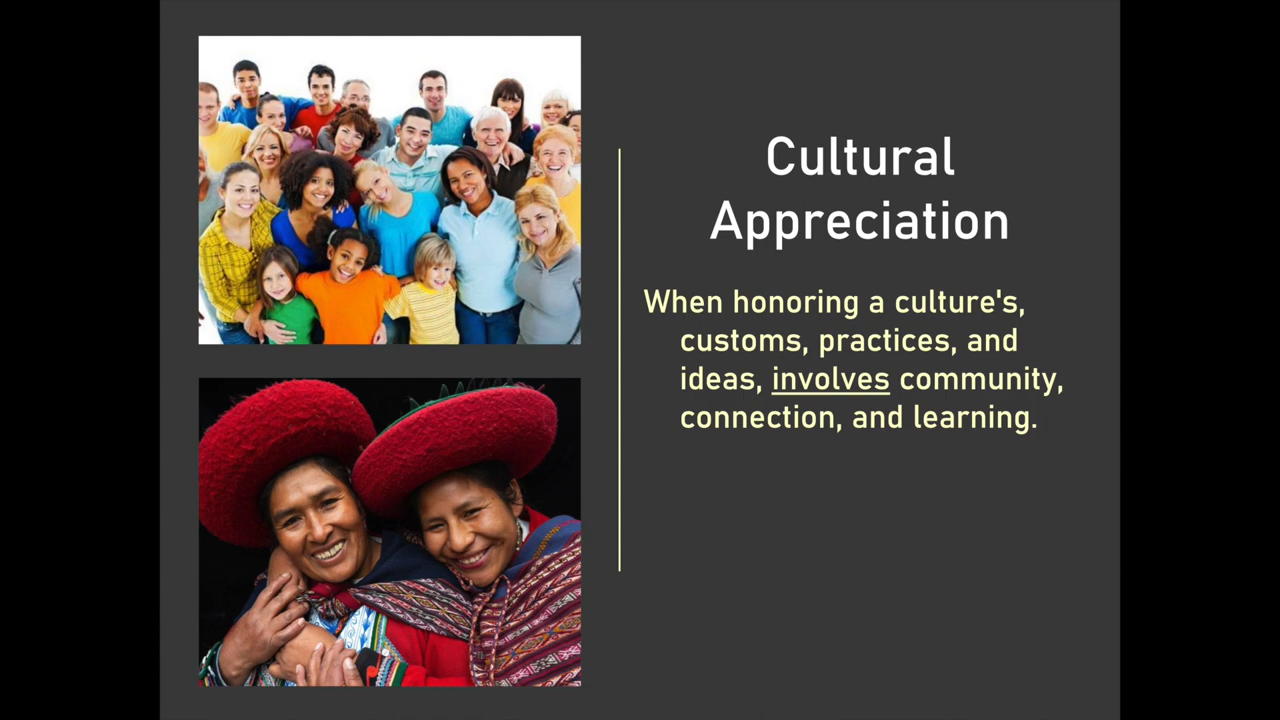 Cultural
Appreciation
When honoring a culture's,
customs, practices, and
ideas, involves community,
connection, and learning.